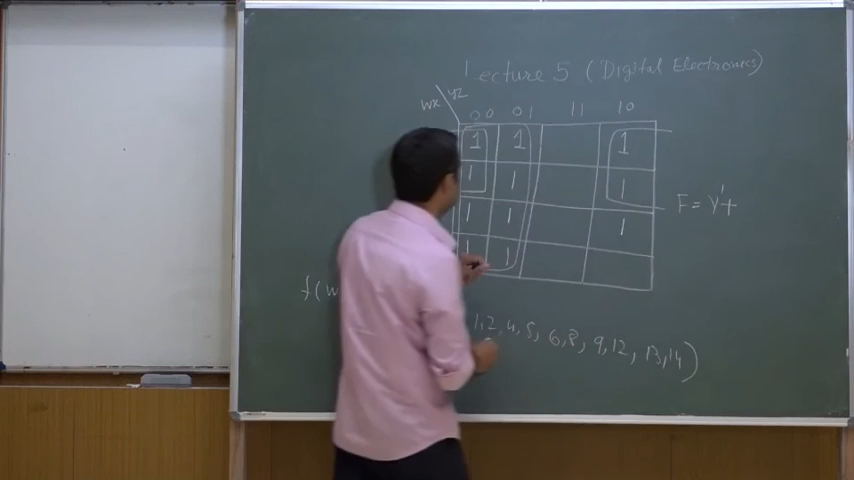 Lecture 5 (Digital Electronics)
wx yz
00 01 11 10
1 1 1
1 1 1
1 1 1
1 1
F = y'+
f(w
1,2,4,5,6,8,9,12,13,14)